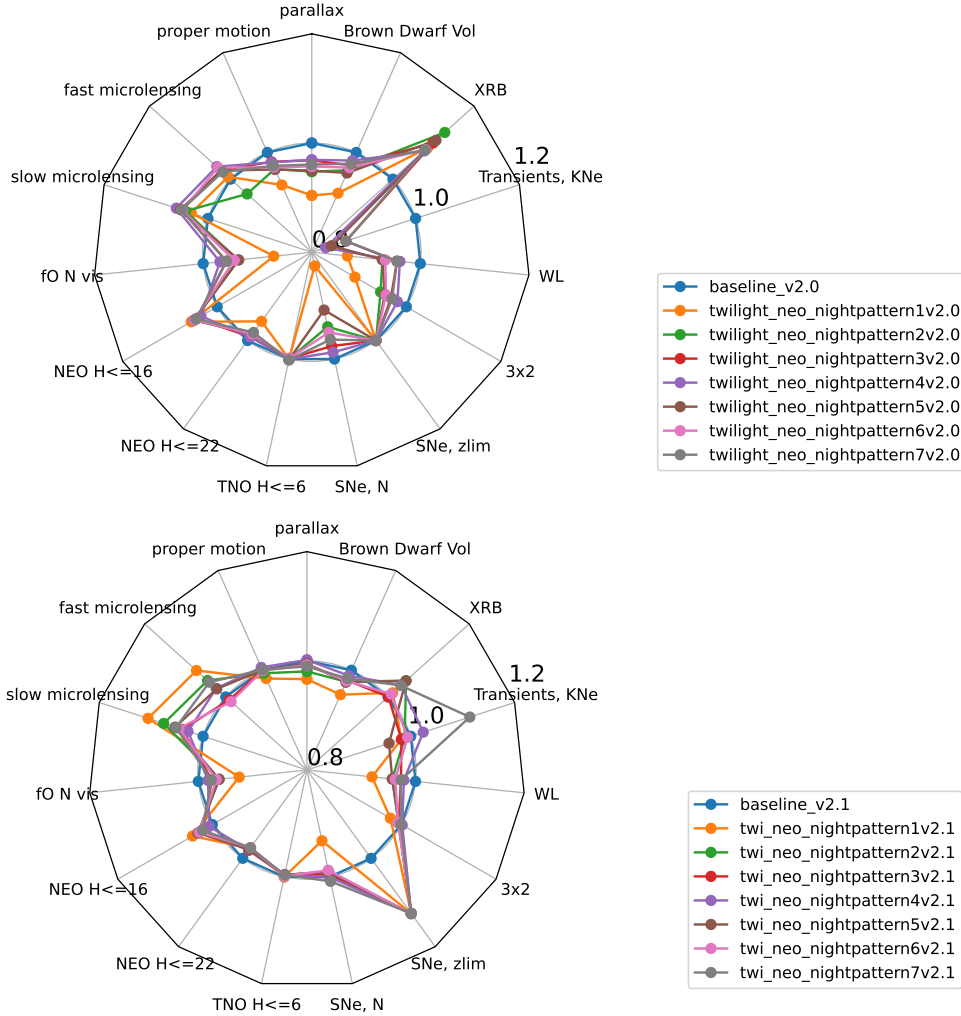 parallax
proper motion
Brown Dwarf Vol
fast microlensing
XRB
1.2
slow microlensing
Transients, KNe
1.0
0.8
fO N vis
WL
NEO H<=16
3x2
NEO H<=22
SNe, zlim
TNO H<=6
SNe, N
baseline_v2.0
twilight_neo_nightpattern1v2.0
twilight_neo_nightpattern2v2.0
twilight_neo_nightpattern3v2.0
twilight_neo_nightpattern4v2.0
twilight_neo_nightpattern5v2.0
twilight_neo_nightpattern6v2.0
twilight_neo_nightpattern7v2.0
parallax
proper motion
Brown Dwarf Vol
fast microlensing
XRB
1.2
slow microlensing
Transients, KNe
1.0
0.8
fO N vis
WL
NEO H<=16
3x2
NEO H<=22
SNe, zlim
TNO H<=6
SNe, N
baseline_v2.1
twi_neo_nightpattern1v2.1
twi_neo_nightpattern2v2.1
twi_neo_nightpattern3v2.1
twi_neo_nightpattern4v2.1
twi_neo_nightpattern5v2.1
twi_neo_nightpattern6v2.1
twi_neo_nightpattern7v2.1